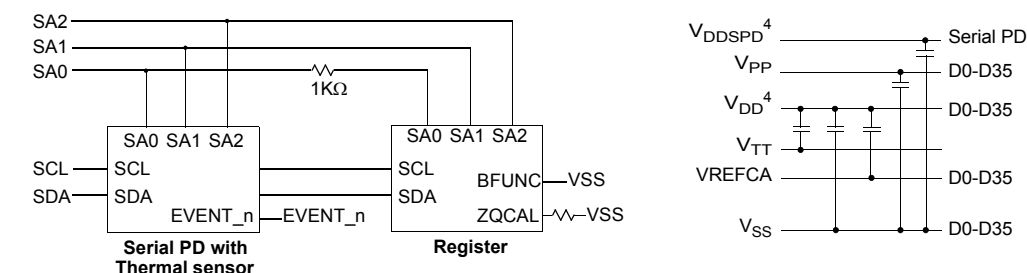 SA2
SA1
SA0
1KΩ
SA0 SA1 SA2
SA0 SA1 SA2
SCL
SCL
SCL
SDA
SDA
SDA
BFUNC
VSS
EVENT_n
EVENT_n
ZQCAL
VSS
Serial PD with
Thermal sensor
Register
VDDSPD4
Serial PD
VPP
D0-D35
VDD4
D0-D35
VTT
VREFCA
D0-D35
VSS
D0-D35